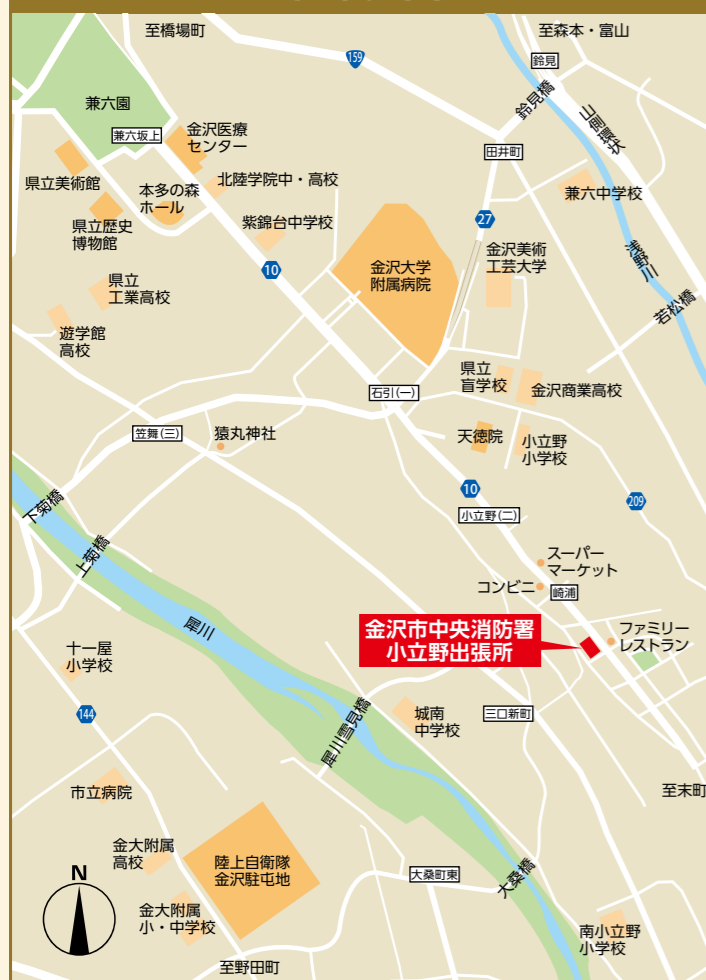 至橋場町
至森本・富山
159
鈴見
兼六園
鈴見橋
山側環状
兼六坂上
金沢医療
センター
田井町
県立美術館
本多の森
ホール
北陸学院中・高校
兼六中学校
県立歴史
博物館
紫錦台中学校
27
10
金沢大学
附属病院
金沢美術
工芸大学
浅野川
県立
工業高校
若松橋
遊学館
高校
県立
盲学校
金沢商業高校
石引(一)
笠舞(三)
猿丸神社
天徳院
小立野
小学校
10
209
下菊橋
小立野(二)
上菊橋
スーパー
マーケット
コンビニ
崎浦
犀川
金沢市中央消防署
小立野出張所
ファミリー
レストラン
十一屋
小学校
144
犀川雪見橋
城南
中学校
三口新町
市立病院
至末町
金大附属
高校
陸上自衛隊
金沢駐屯地
大桑町東
大桑橋
N
金大附属
小・中学校
南小立野
小学校
至野田町